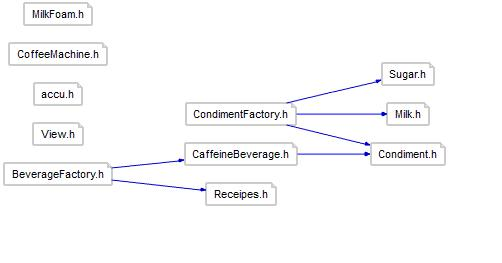 MilkFoam.h
CoffeeMachine.h
Sugar.h
accu.h
CondimentFactory.h
Milk.h
View.h
CaffeineBeverage.h
Condiment.h
BeverageFactory.h
Receipes.h